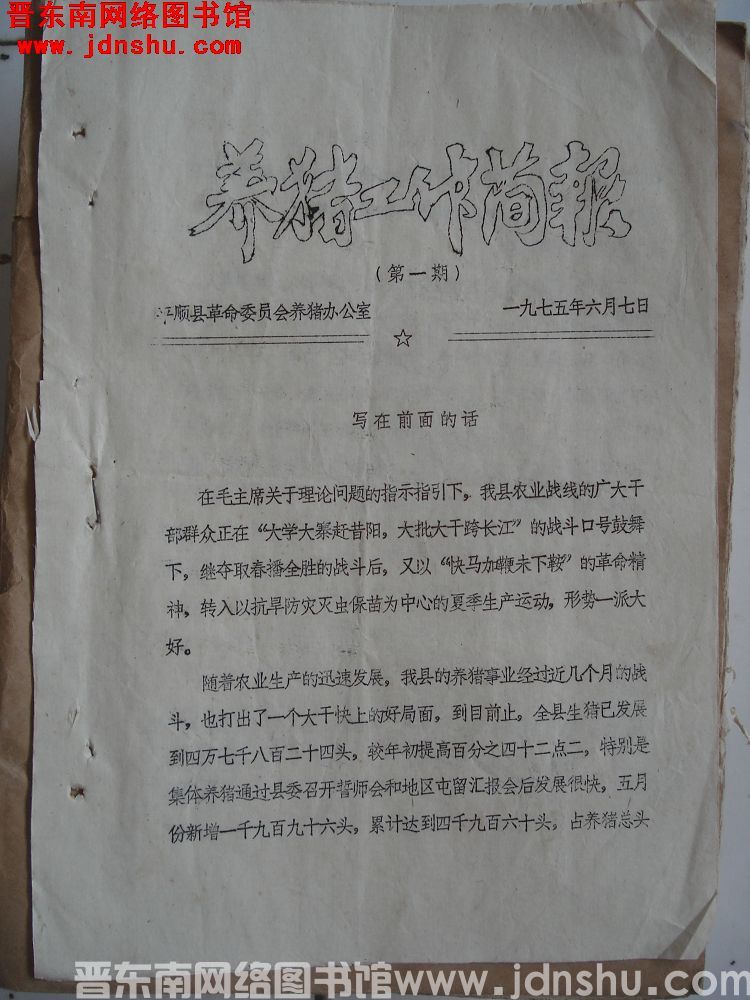 晋东南网络图书馆
www.jdnshu.com
养猪工作简报
(第一期)
平顺县革命委员会养猪办公室
一九七五年六月七日
☆
写在前面的话
在毛主席关于理论问题的指示指引下,我县农业战线的广大干
部群众正在“大学大寨赶昔阳,大批大干跨长江”的战斗口号鼓舞
下,继夺取春播全胜的战斗后,又以“快马加鞭未下鞍”的革命精
神,转入以抗旱防灾灭虫保苗为中心的夏季生产运动,形势一派大
好。
随着农业生产的迅速发展,我县的养猪事业经过近几个月的战
斗,也打出了一个大干快上的好局面,到目前止,全县生猪已发展
到四万七千八百二十四头,较年初提高百分之四十二点二,特别是
集体养猪通过县委召开誓师会和地区屯留汇报会后发展很快,五月
份新增一千九百九十六头,累计达到四千九百六十头,占养猪总头
晋东南网络图书馆www.jdnshu.com